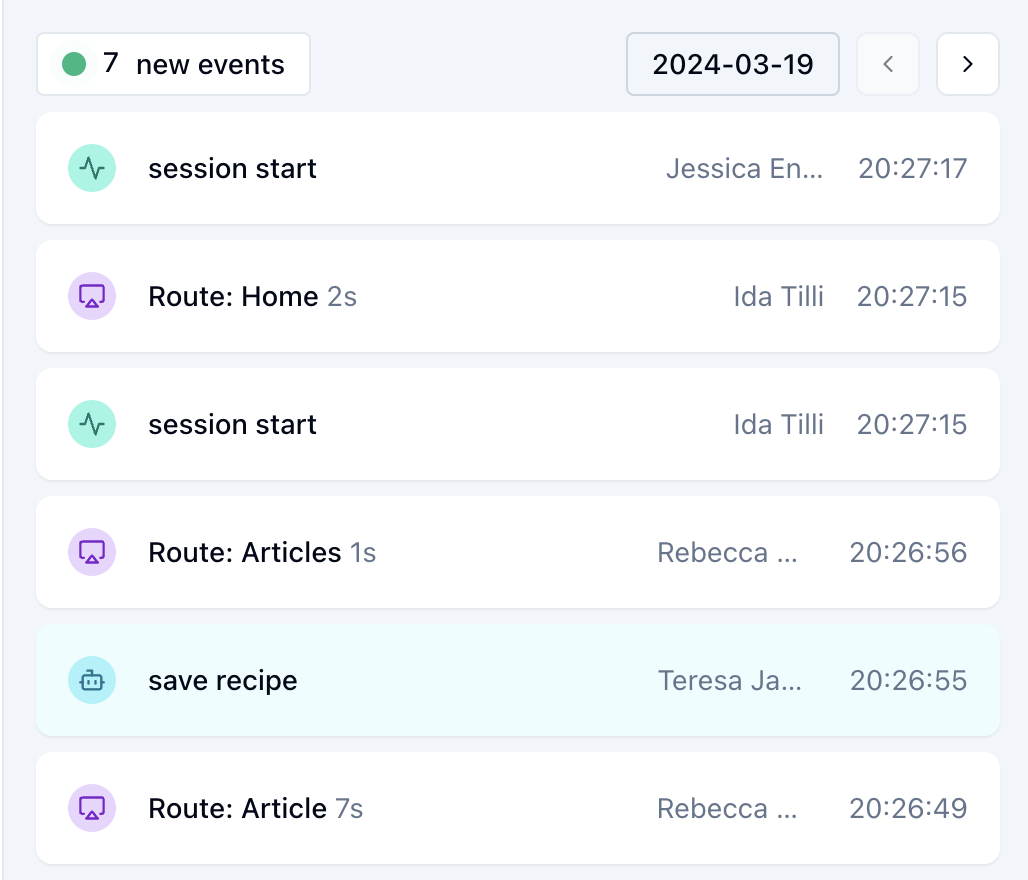 7 new events 2024-03-19
session start Jessica En... 20:27:17
Route: Home 2s Ida Tilli 20:27:15
session start Ida Tilli 20:27:15
Route: Articles 1s Rebecca ... 20:26:56
save recipe Teresa Ja... 20:26:55
Route: Article 7s Rebecca ... 20:26:49